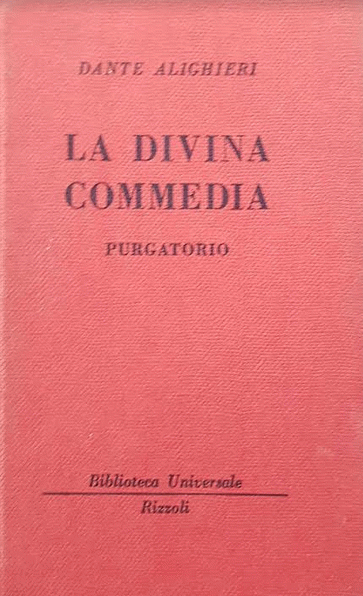 DANTE ALIGHIERI
LA DIVINA
COMMEDIA
PURGATORIO
Biblioteca Universale
Rizzoli